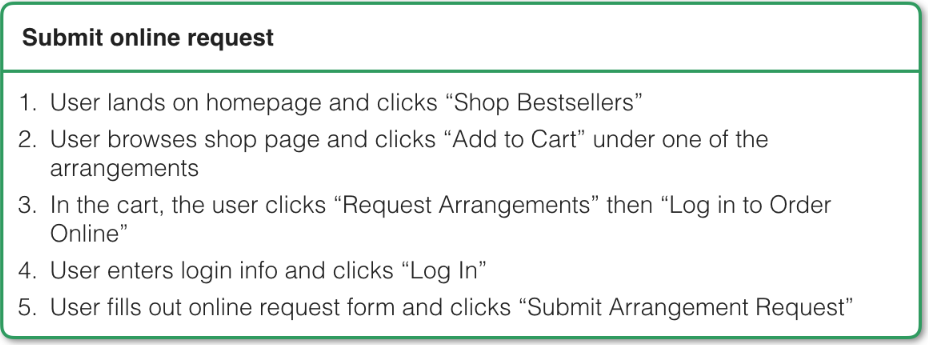 Submit online request
1. User lands on homepage and clicks “Shop Bestsellers”
2. User browses shop page and clicks “Add to Cart” under one of the
arrangements
3. In the cart, the user clicks “Request Arrangements” then “Log in to Order
Online”
4. User enters login info and clicks “Log In”
5. User fills out online request form and clicks “Submit Arrangement Request”